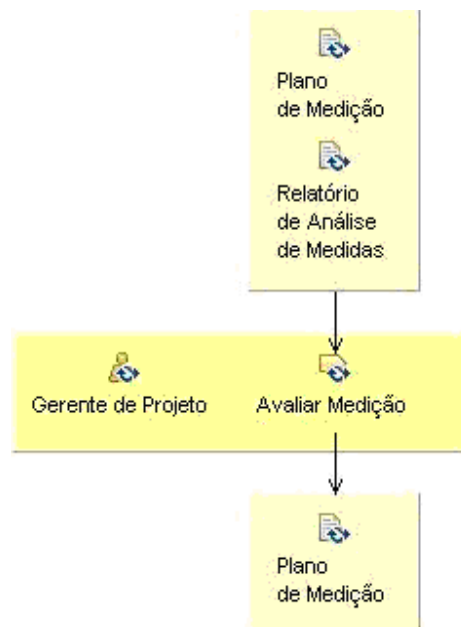 Plano
de Medição
Relatório
de Análise
de Medidas
Gerente de Projeto
Avaliar Medição
Plano
de Medição